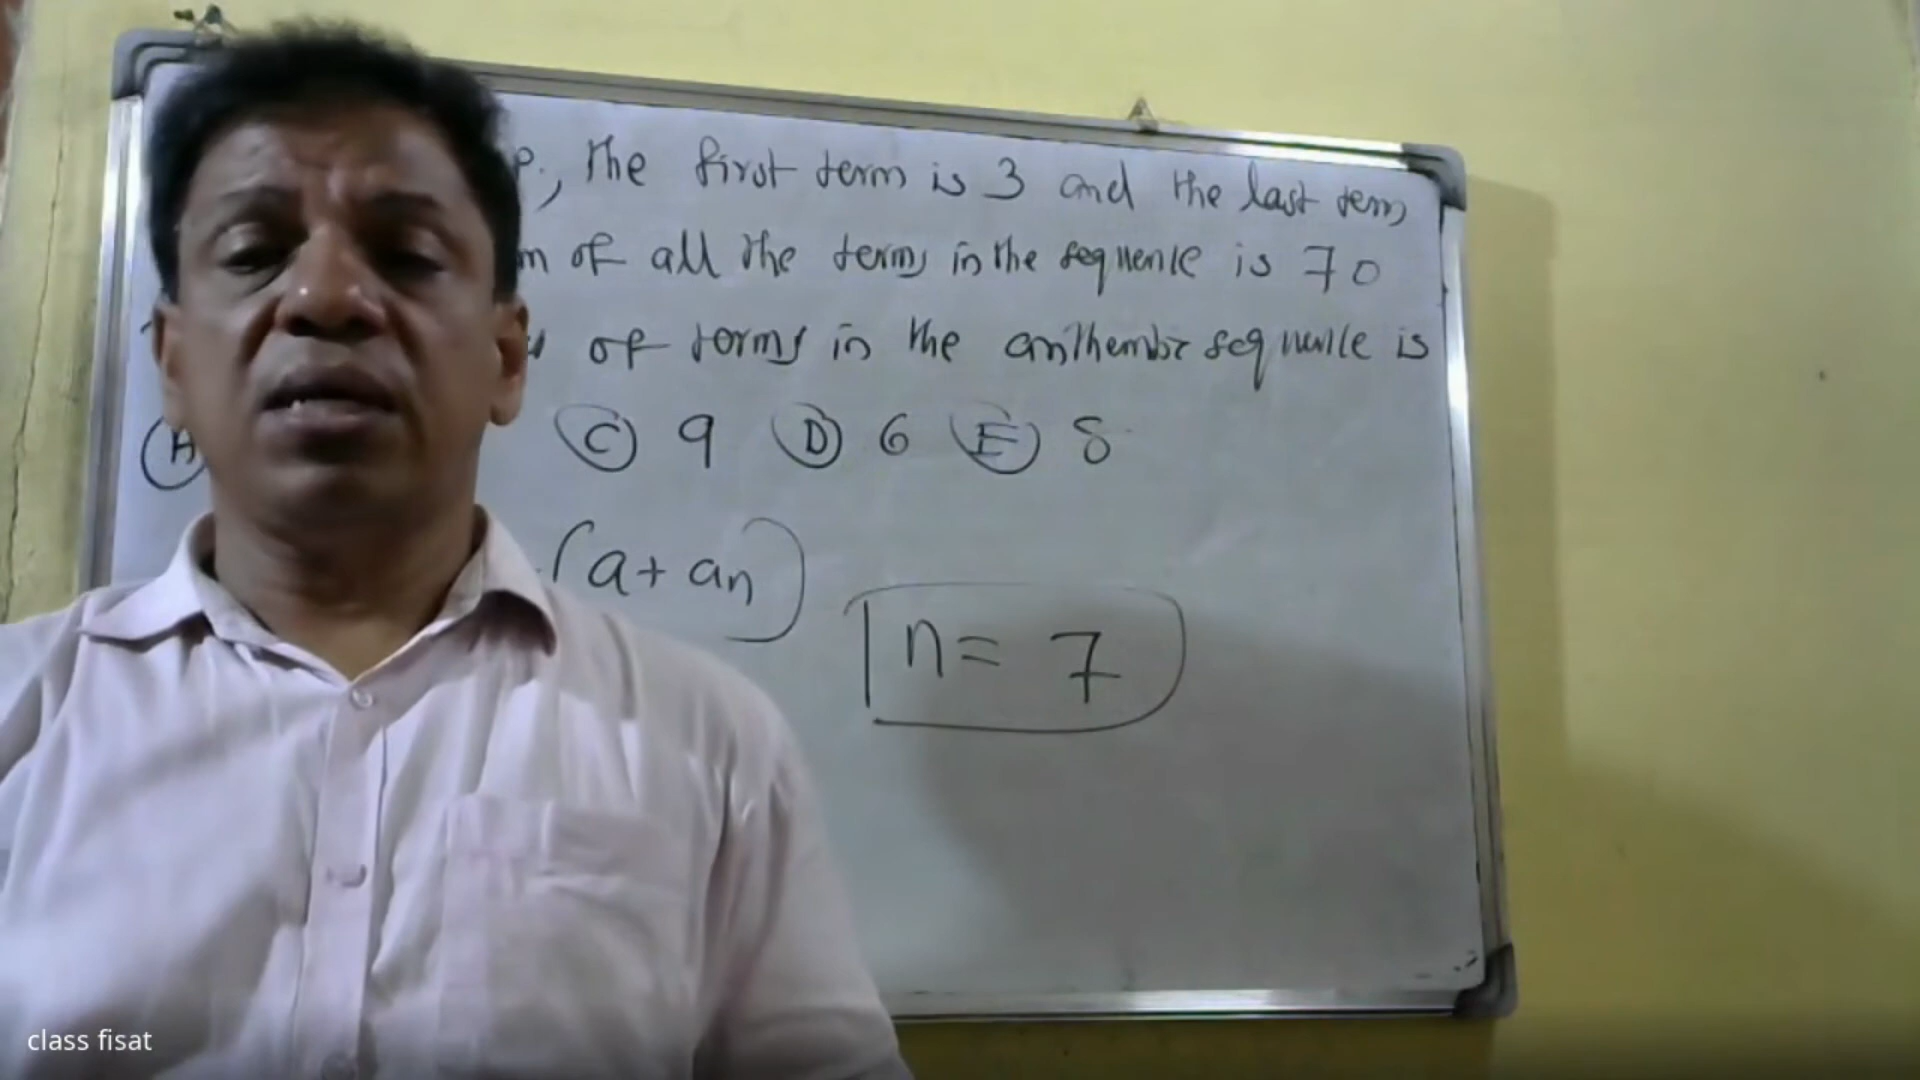 P., The first term is 3 and the last term
m of all the terms in the sequence is 70
of terms in the arithemtic sequence is
(A) (C) 9 (D) 6 (E) 8
(a + an)
n = 7
class fisat